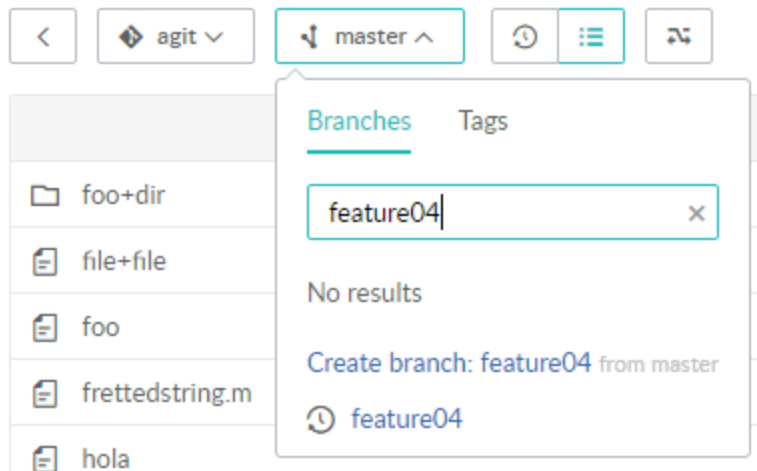 agit
master
Branches Tags
foo+dir
feature04
file+file
No results
foo
Create branch: feature04 from master
frettedstring.m
feature04
hola